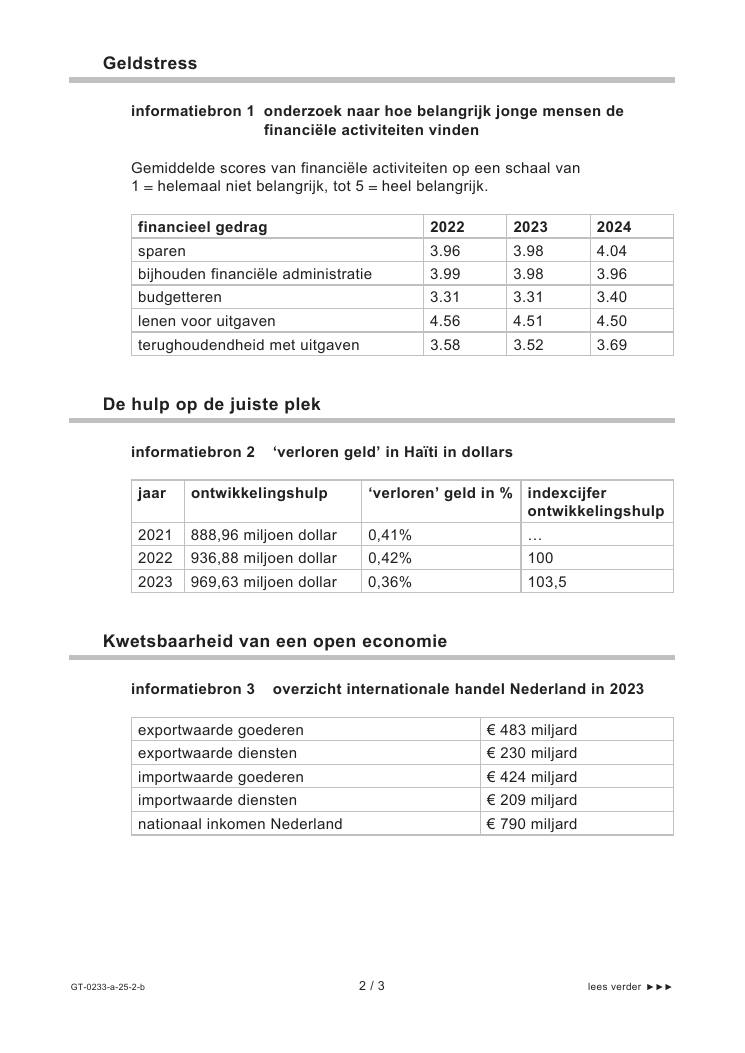 Geldstress
informatiebron 1 onderzoek naar hoe belangrijk jonge mensen de
financiële activiteiten vinden
Gemiddelde scores van financiële activiteiten op een schaal van
1 = helemaal niet belangrijk, tot 5 = heel belangrijk.
financieel gedrag 2022 2023 2024
sparen 3.96 3.98 4.04
bijhouden financiële administratie 3.99 3.98 3.96
budgetteren 3.31 3.31 3.40
lenen voor uitgaven 4.56 4.51 4.50
terughoudendheid met uitgaven 3.58 3.52 3.69
De hulp op de juiste plek
informatiebron 2 ‘verloren geld’ in Haïti in dollars
jaar ontwikkelingshulp ‘verloren’ geld in % indexcijfer
ontwikkelingshulp
2021 888,96 miljoen dollar 0,41% …
2022 936,88 miljoen dollar 0,42% 100
2023 969,63 miljoen dollar 0,36% 103,5
Kwetsbaarheid van een open economie
informatiebron 3 overzicht internationale handel Nederland in 2023
exportwaarde goederen € 483 miljard
exportwaarde diensten € 230 miljard
importwaarde goederen € 424 miljard
importwaarde diensten € 209 miljard
nationaal inkomen Nederland € 790 miljard
GT-0233-a-25-2-b 2 / 3 lees verder ►►►